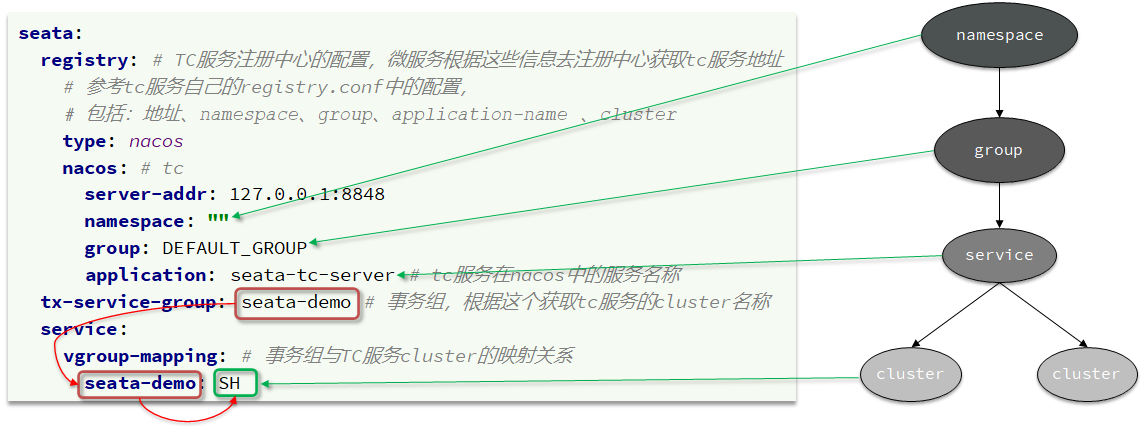 seata:
registry: # TC服务注册中心的配置，微服务根据这些信息去注册中心获取tc服务地址
# 参考tc服务自己的registry.conf中的配置，
# 包括：地址、namespace、group、application-name 、cluster
type: nacos
nacos: # tc
server-addr: 127.0.0.1:8848
namespace: ""
group: DEFAULT_GROUP
application: seata-tc-server # tc服务在nacos中的服务名称
tx-service-group: seata-demo # 事务组，根据这个获取tc服务的cluster名称
service:
vgroup-mapping: # 事务组与TC服务cluster的映射关系
seata-demo: SH
namespace
group
service
cluster
cluster